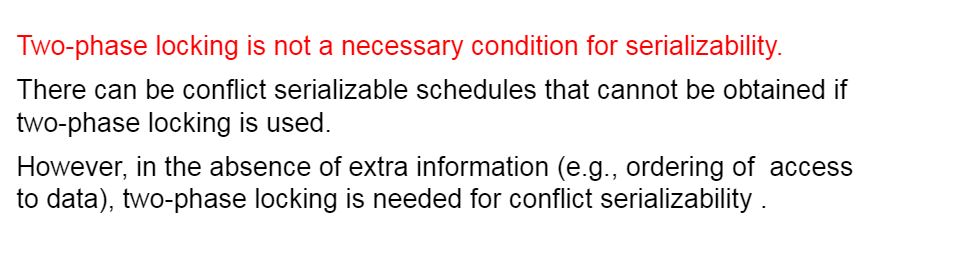 Two-phase locking is not a necessary condition for serializability.
There can be conflict serializable schedules that cannot be obtained if
two-phase locking is used.
However, in the absence of extra information (e.g., ordering of  access
to data), two-phase locking is needed for conflict serializability .